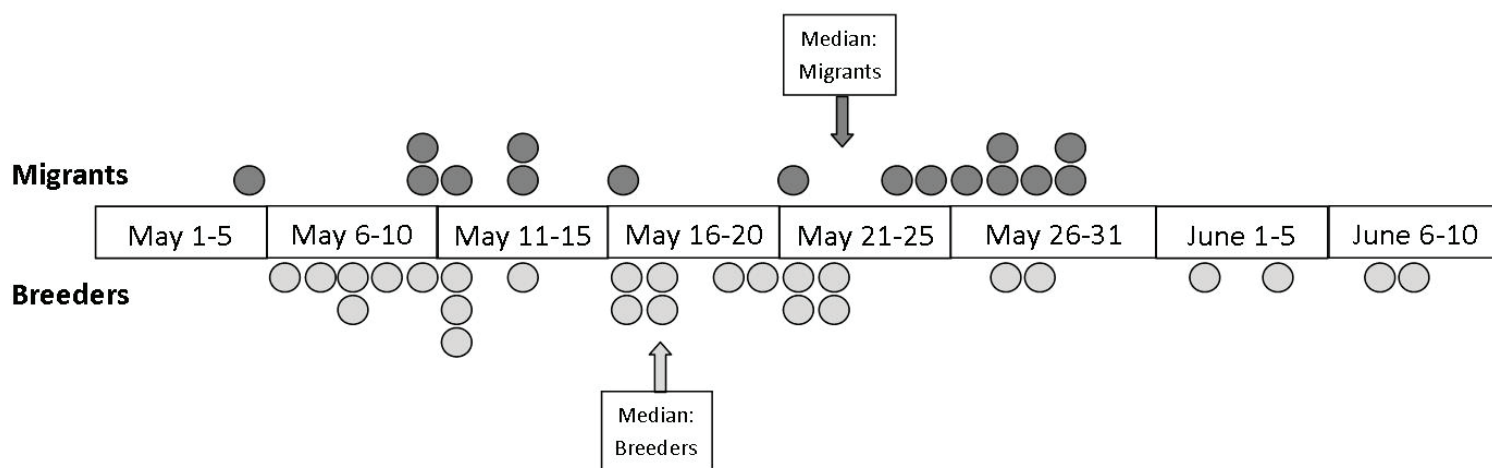 Median:
Migrants
Migrants
May 1-5
May 6-10
May 11-15
May 16-20
May 21-25
May 26-31
June 1-5
June 6-10
Breeders
Median:
Breeders